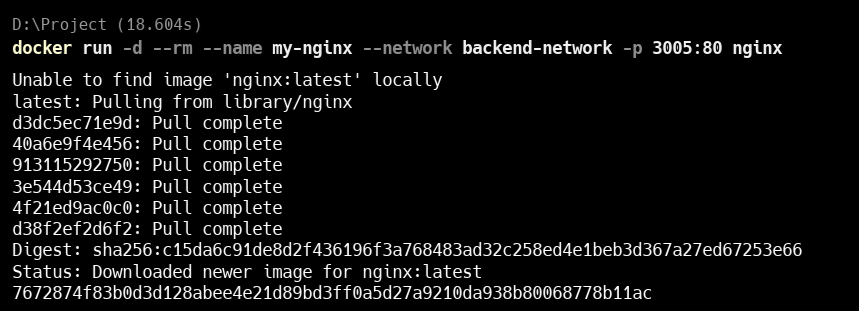 D:\Project (18.604s)
docker run -d --rm --name my-nginx --network backend-network -p 3005:80 nginx
Unable to find image 'nginx:latest' locally
latest: Pulling from library/nginx
d3dc5ec71e9d: Pull complete
40a6e9f4e456: Pull complete
913115292750: Pull complete
3e544d53ce49: Pull complete
4f21ed9ac0c0: Pull complete
d38f2ef2d6f2: Pull complete
Digest: sha256:c15da6c91de8d2f436196f3a768483ad32c258ed4e1beb3d367a27ed67253e66
Status: Downloaded newer image for nginx:latest
7672874f83b0d3d128abee4e21d89bd3ff0a5d27a9210da938b80068778b11ac